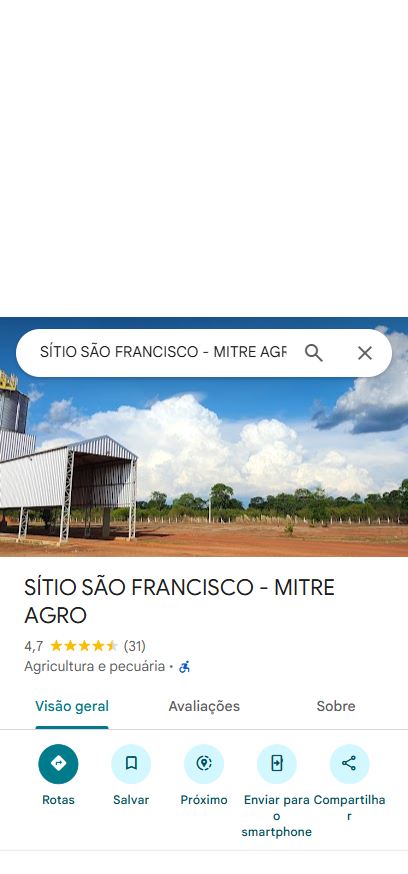 SÍTIO SÃO FRANCISCO - MITRE AGR
SÍTIO SÃO FRANCISCO - MITRE
AGRO
4,7 (31)
Agricultura e pecuária •
Visão geral Avaliações Sobre
Rotas Salvar Próximo Enviar para o smartphone Compartilhar